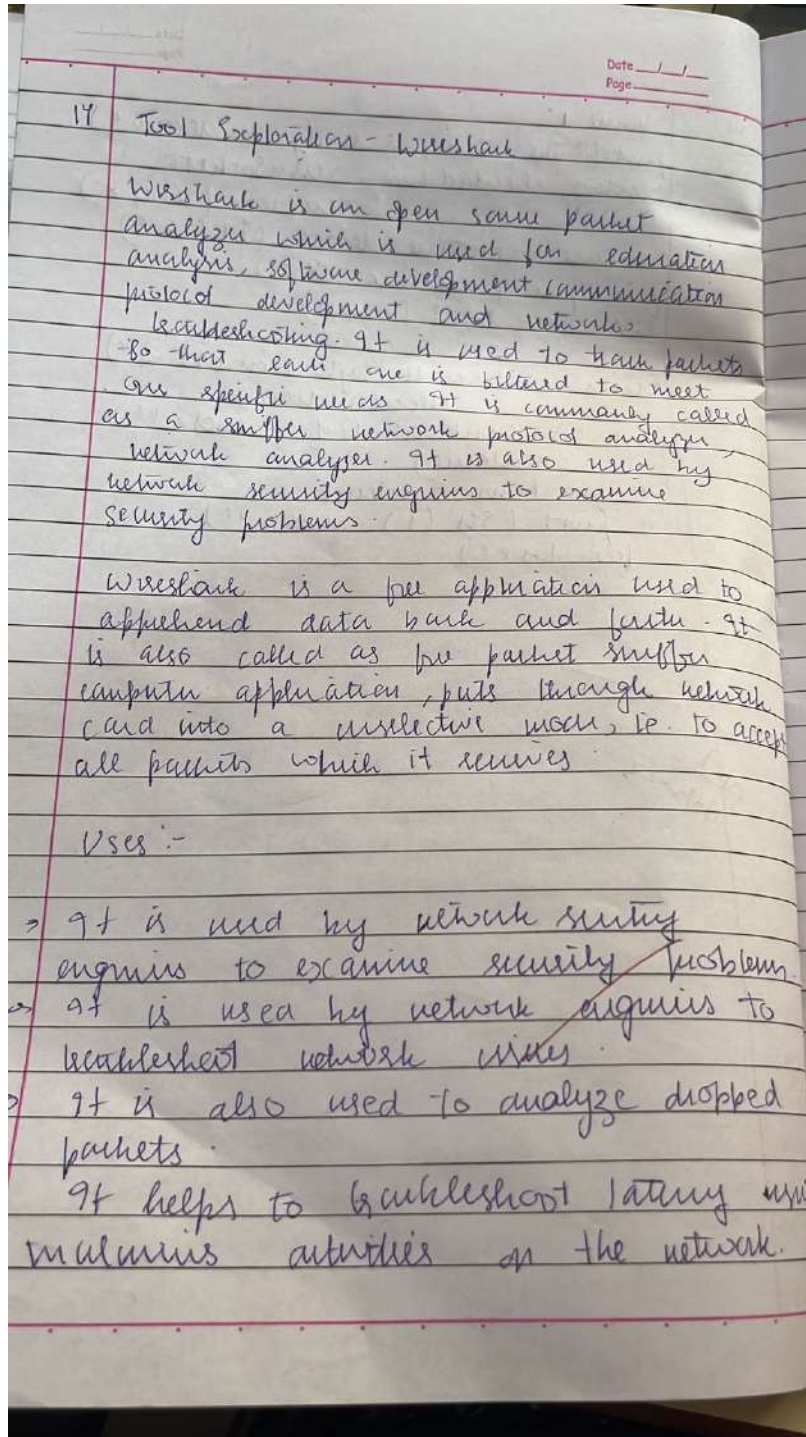 Date __/__/__
Page
17 Tool Exploration - Wireshark
Wireshark is an open source packet
analyzer which is used for education
analysis, software development communication
protocol development and network
troubleshooting. It is used to track packets
so that each one is filtered to meet
our specific needs It is commonly called
as a sniffer network protocol analyzer,
network analyser. It is also used by
network security engineers to examine
security problems.
Wireshark is a free application used to
apprehend data back and forth. It
is also called as free packet sniffer
computer application, puts through network
card into a unselective mode, ie. to accept
all packets which it receives.
Uses :-
⇒ It is used by network security
engineers to examine security problems.
⇒ It is used by network engineers to
troubleshoot network issues.
⇒ It is also used to analyze dropped
packets.
It helps to troubleshoot latency
malicious activities on the network.